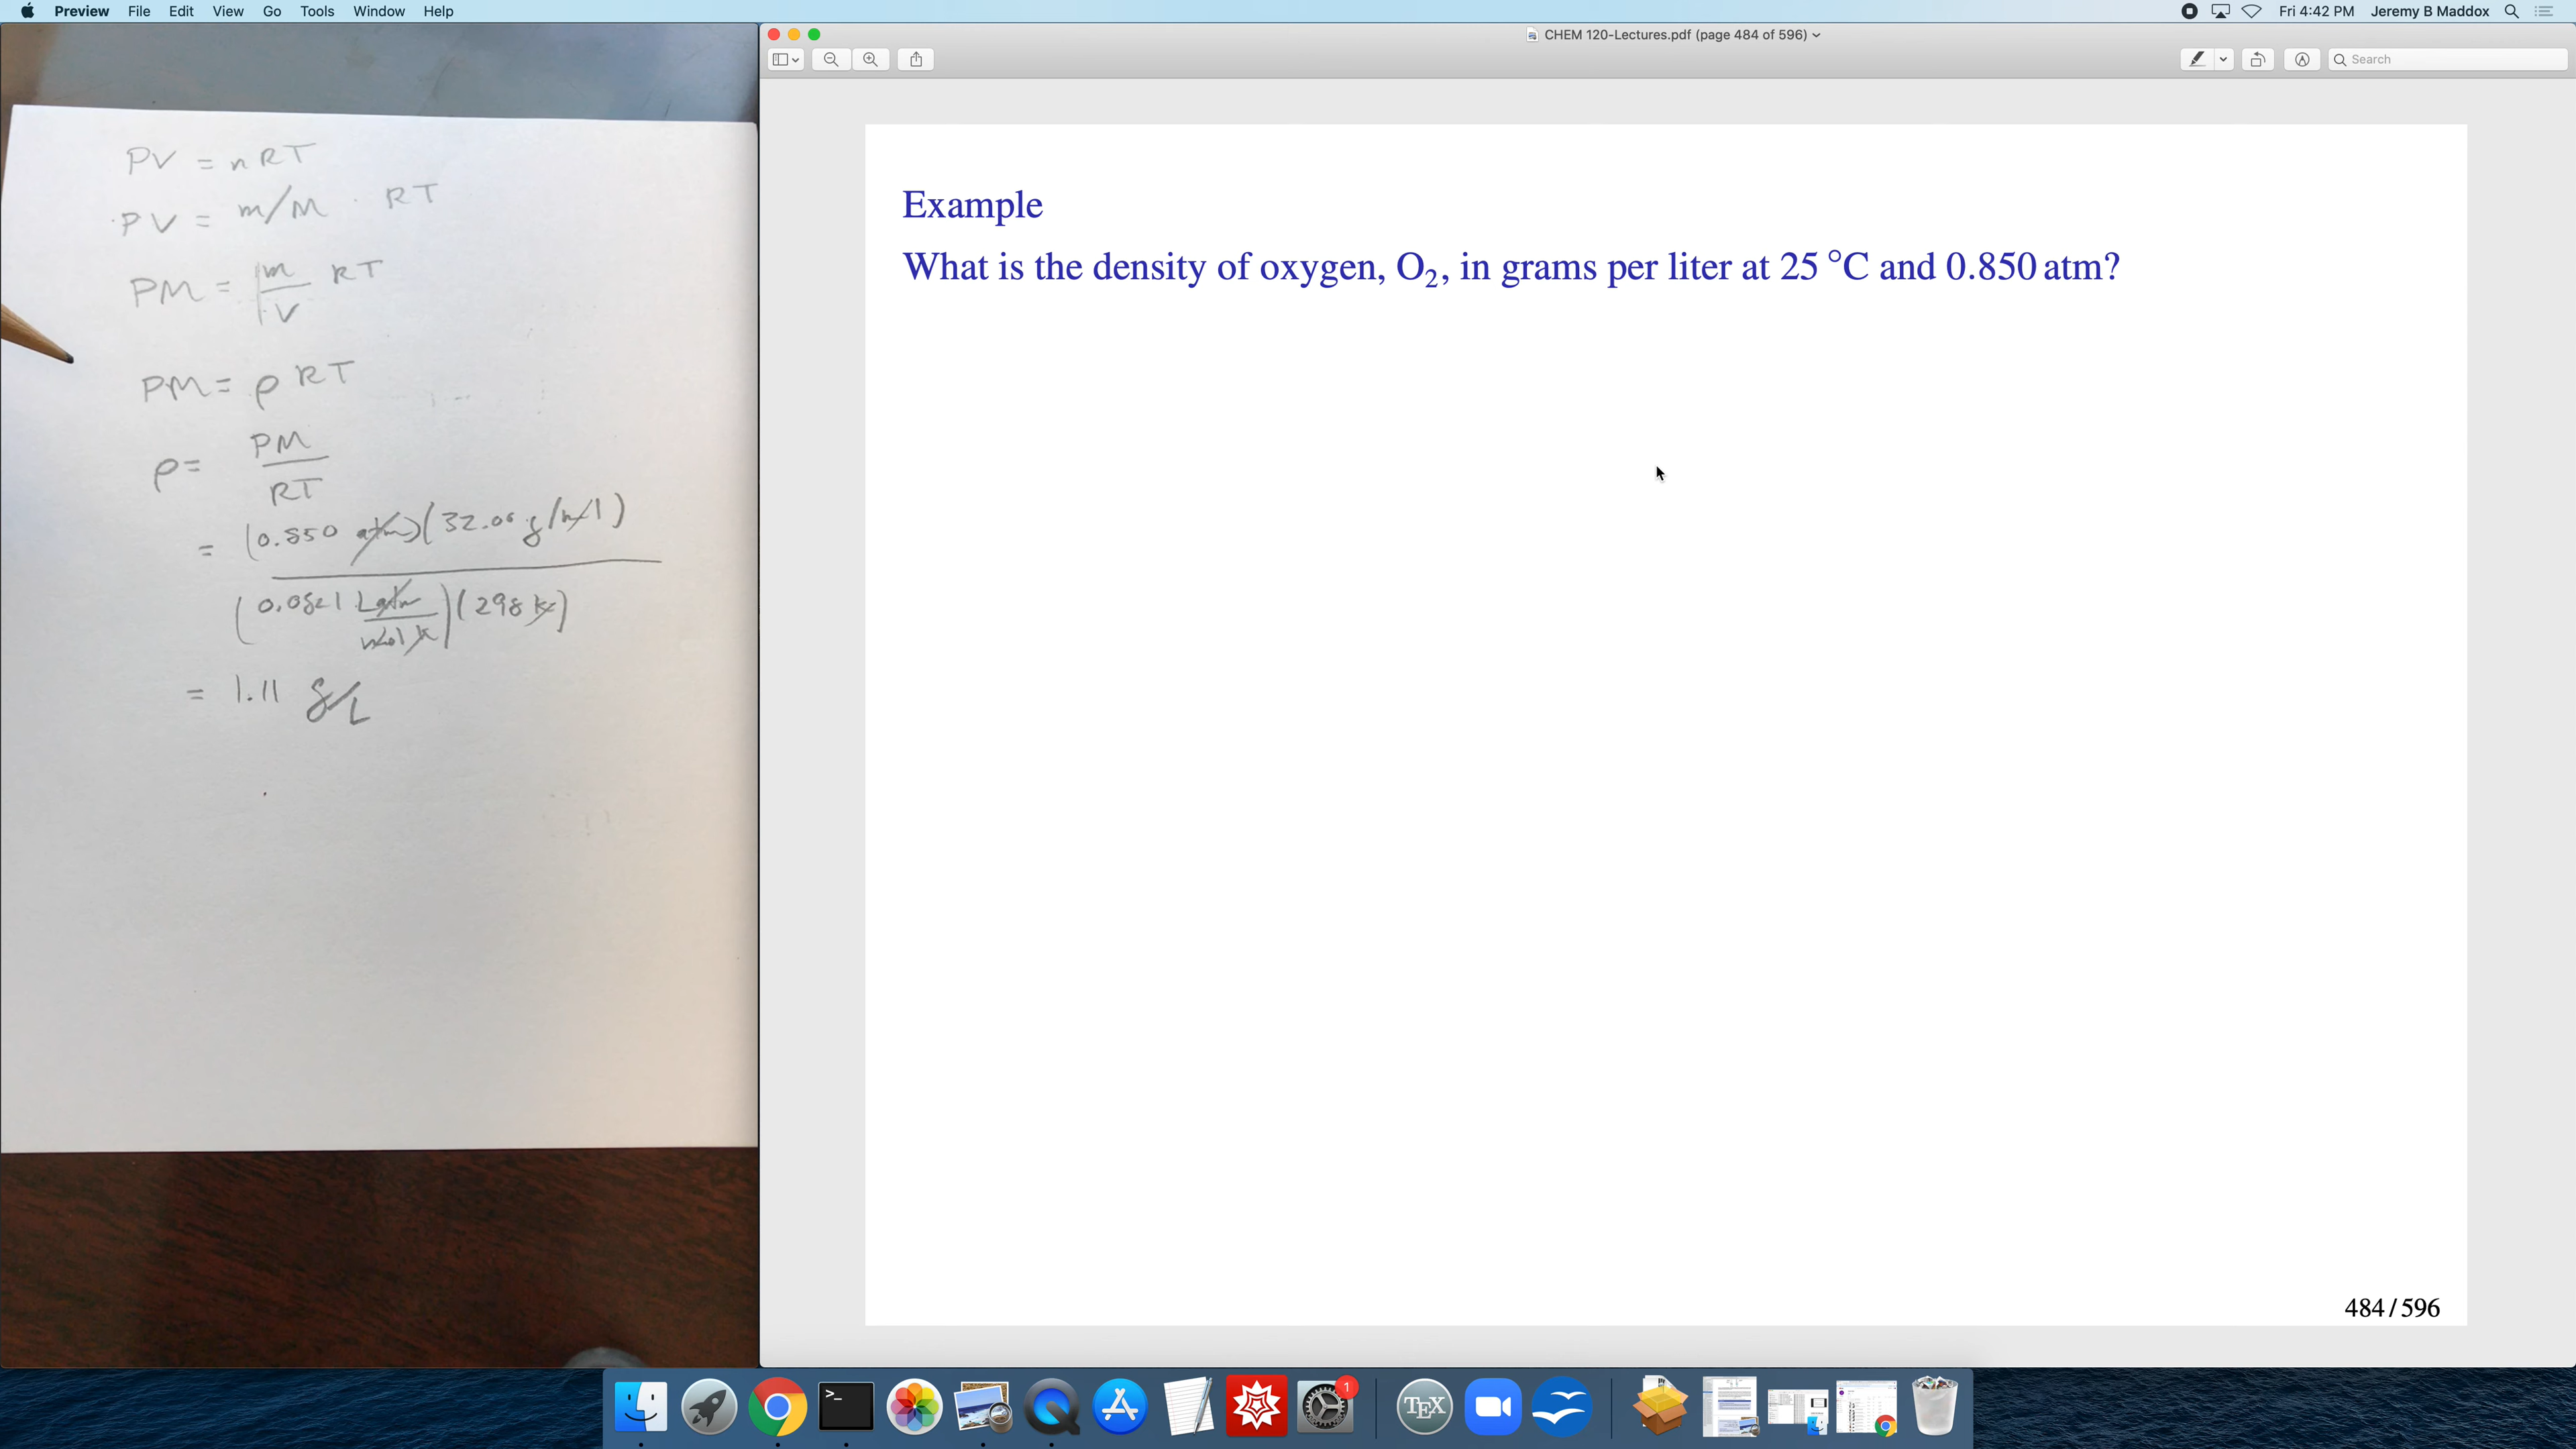 Preview File Edit View Go Tools Window Help
Fri 4:42 PM Jeremy B Maddox
CHEM 120-Lectures.pdf (page 484 of 596)
Search
PV = nRT
PV = m/M · RT
PM = m/V RT
PM = ρRT
ρ = PM/RT
= (0.850 atm)(32.00 g/mol)
(0.0821 L atm/mol K)(298 K)
= 1.11 g/L
Example
What is the density of oxygen, O₂, in grams per liter at 25 °C and 0.850 atm?
484/596
>_
1
TEX